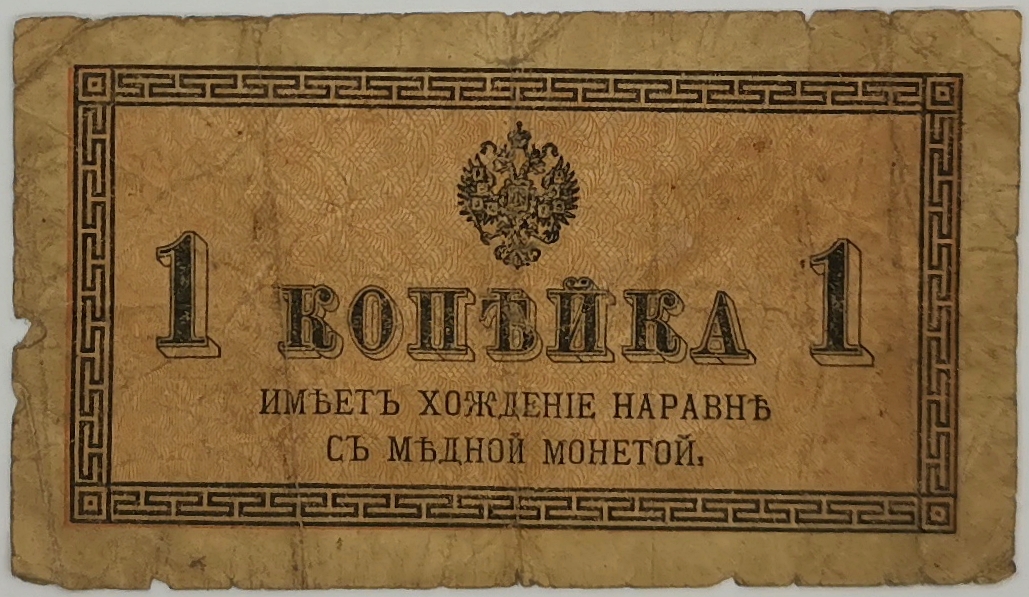 1 КОПѢЙКА 1
ИМѢЕТЪ ХОЖДЕНІЕ НАРАВНѢ
СЪ МѢДНОЙ МОНЕТОЙ.